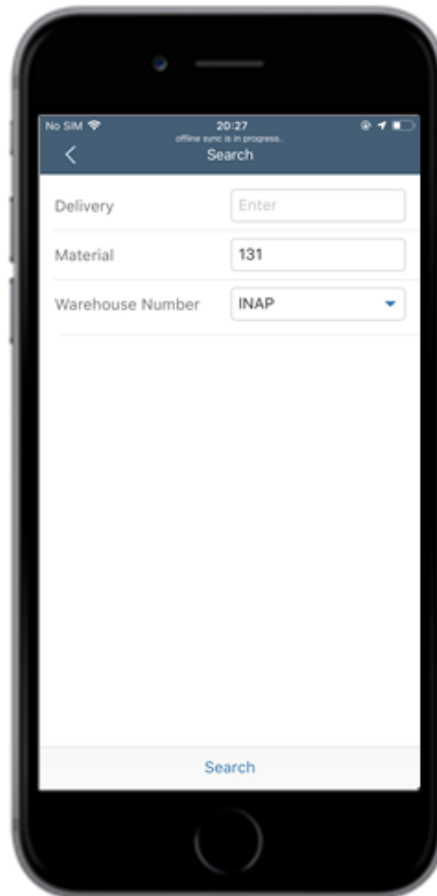 No SIM 20:27
offline sync is in progress..
Search
Delivery Enter
Material 131
Warehouse Number INAP
Search